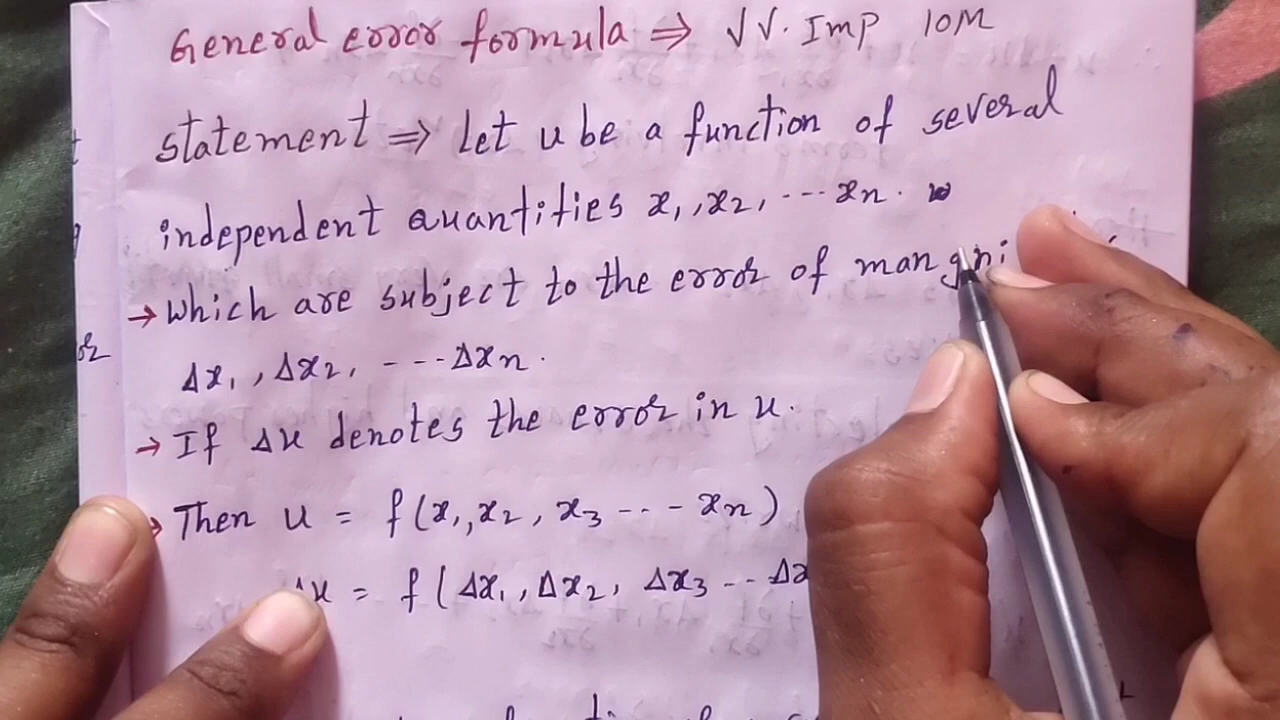 General error formula ⇒ √√. Imp 10M
statement ⇒ Let u be a function of several
independent quantities x₁, x₂, --- xn.
→ which are subject to the error of
Δx₁, Δx₂, --- Δxn.
→ If Δu denotes the error in u.
→ Then u = f(x₁, x₂, x₃ --- xn)
Δu = f(Δx₁, Δx₂, Δx₃ --